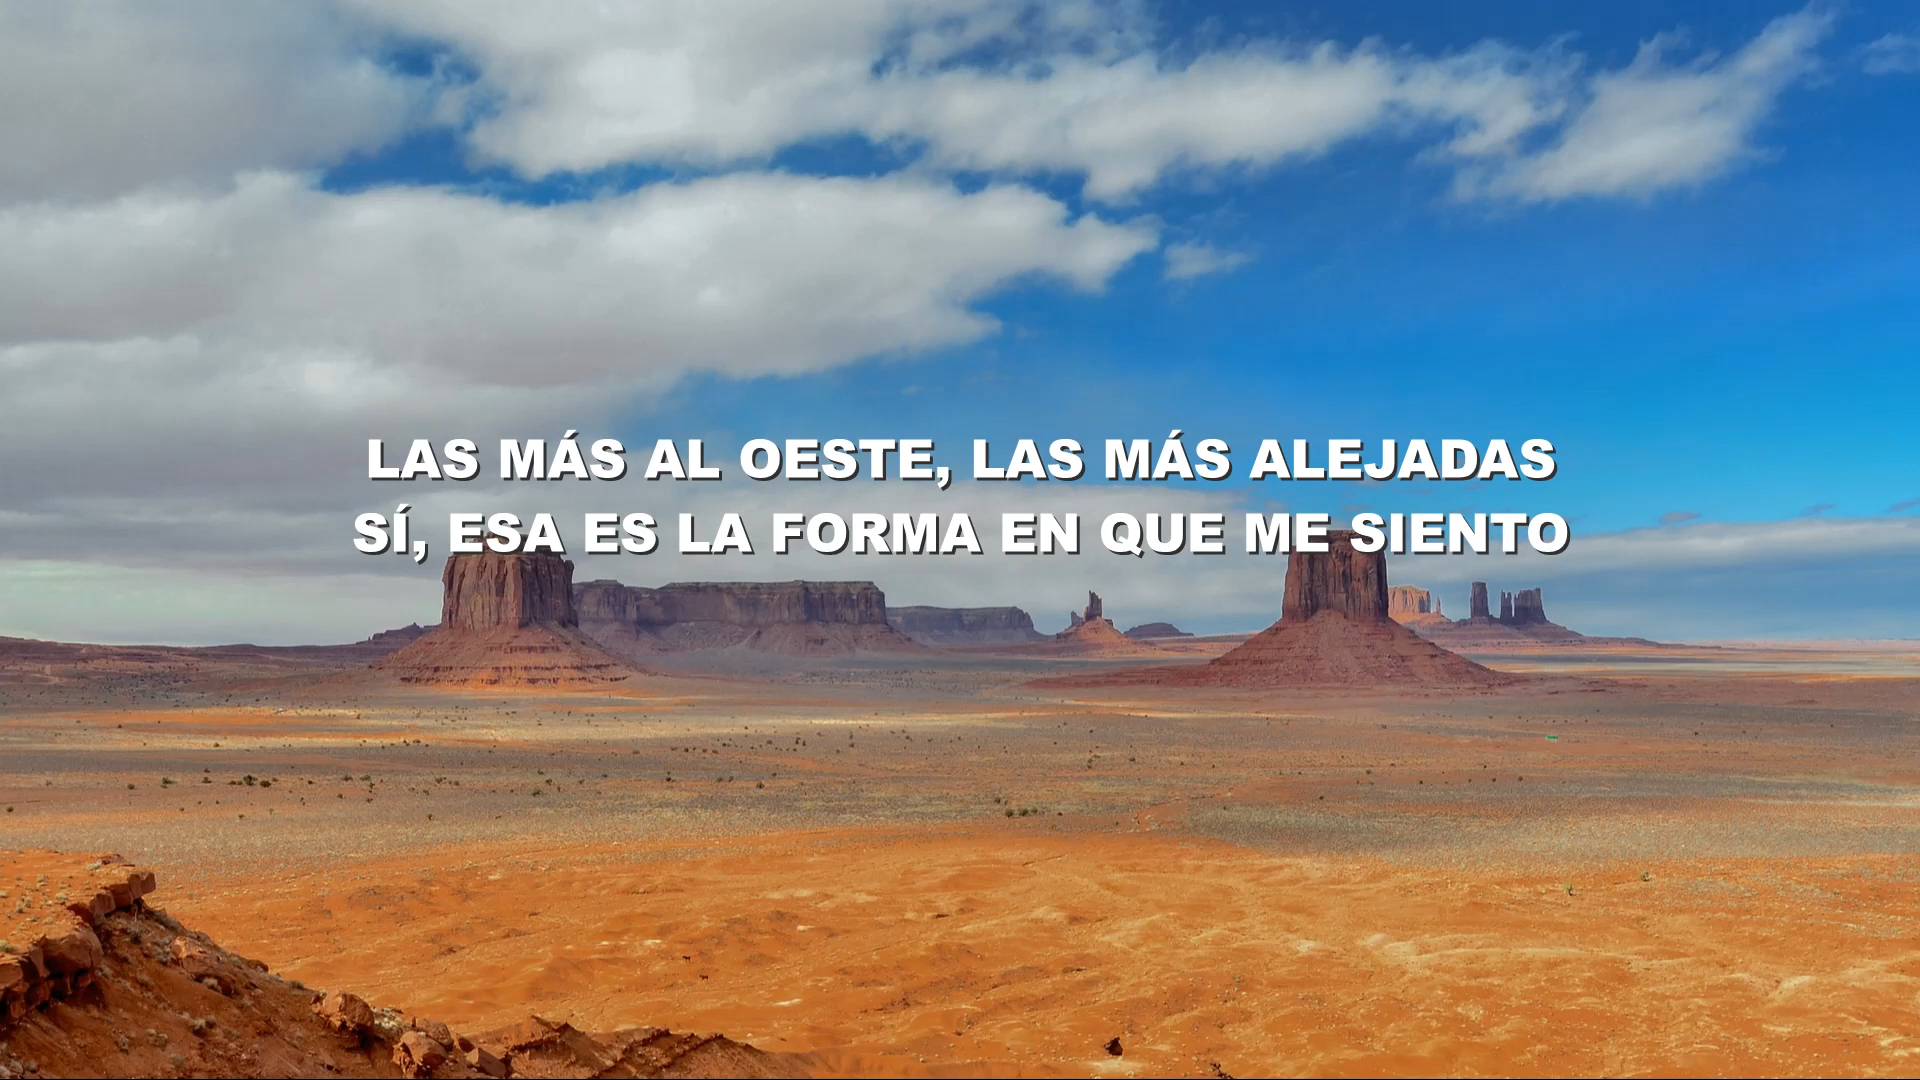 LAS MÁS AL OESTE, LAS MÁS ALEJADAS
SÍ, ESA ES LA FORMA EN QUE ME SIENTO